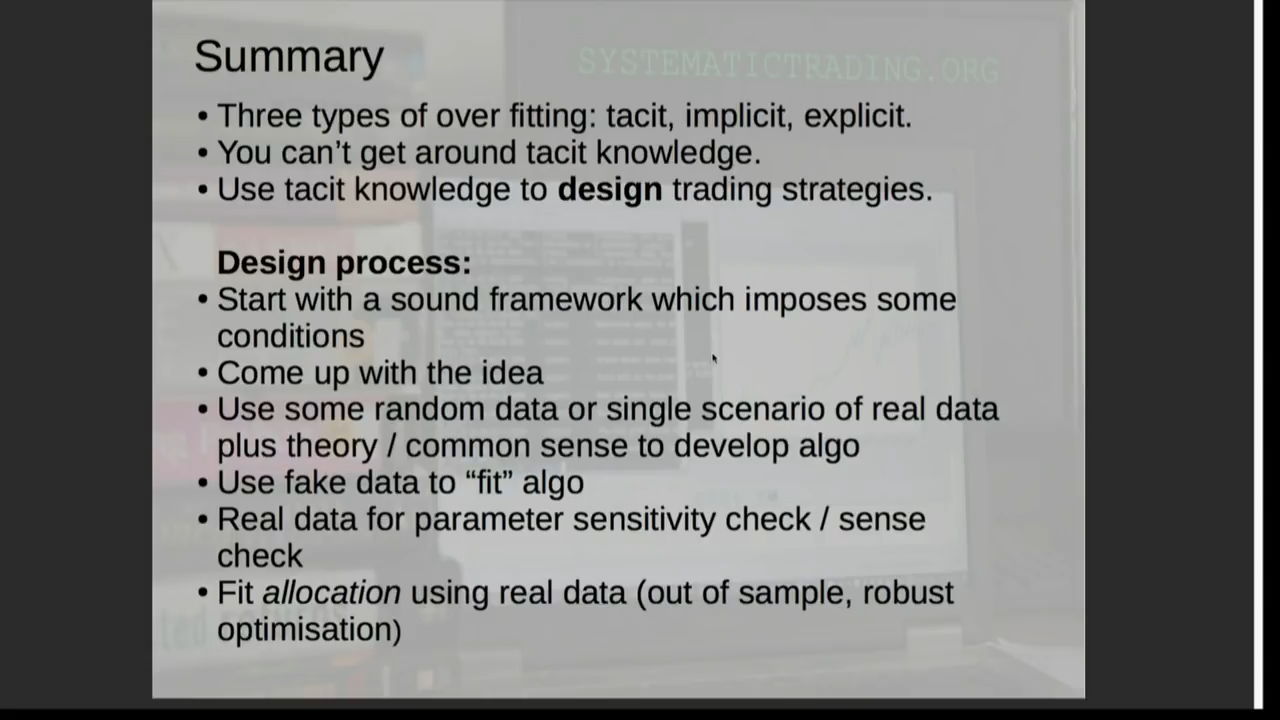 Summary
SYSTEMATICTRADING.ORG
• Three types of over fitting: tacit, implicit, explicit.
• You can’t get around tacit knowledge.
• Use tacit knowledge to design trading strategies.
Design process:
• Start with a sound framework which imposes some
conditions
• Come up with the idea
• Use some random data or single scenario of real data
plus theory / common sense to develop algo
• Use fake data to “fit” algo
• Real data for parameter sensitivity check / sense
check
• Fit allocation using real data (out of sample, robust
optimisation)